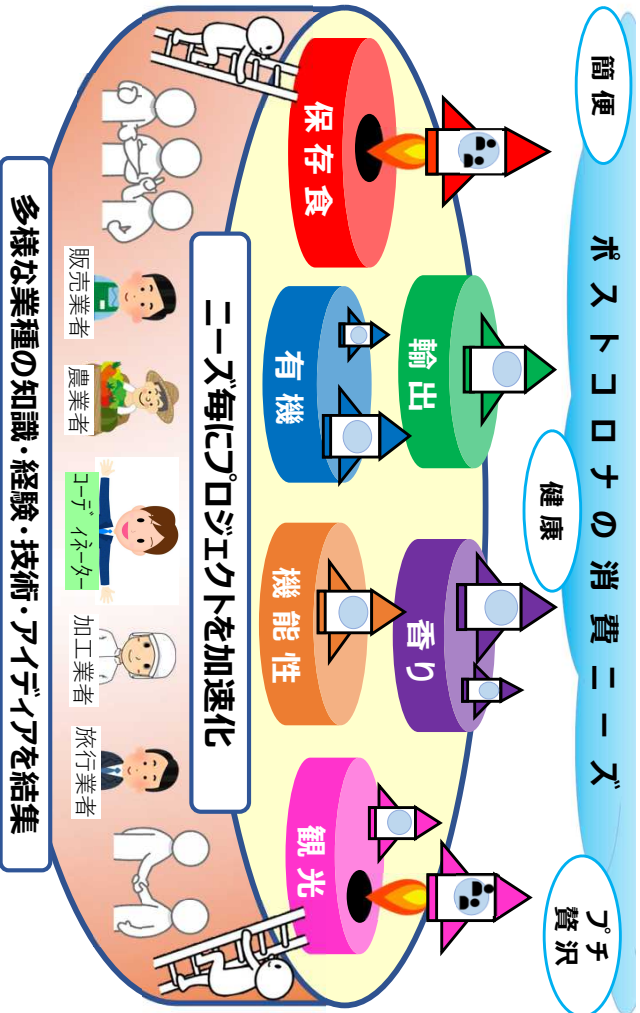 ポストコロナの消費ニーズ
簡便
健康
プチ
贅沢
保存食
輸出
有機
香り
機能性
観光
ニーズ毎にプロジェクトを加速化
販売業者
農業者
コーディネーター
加工業者
旅行業者
多様な業種の知識・経験・技術・アイディアを結集